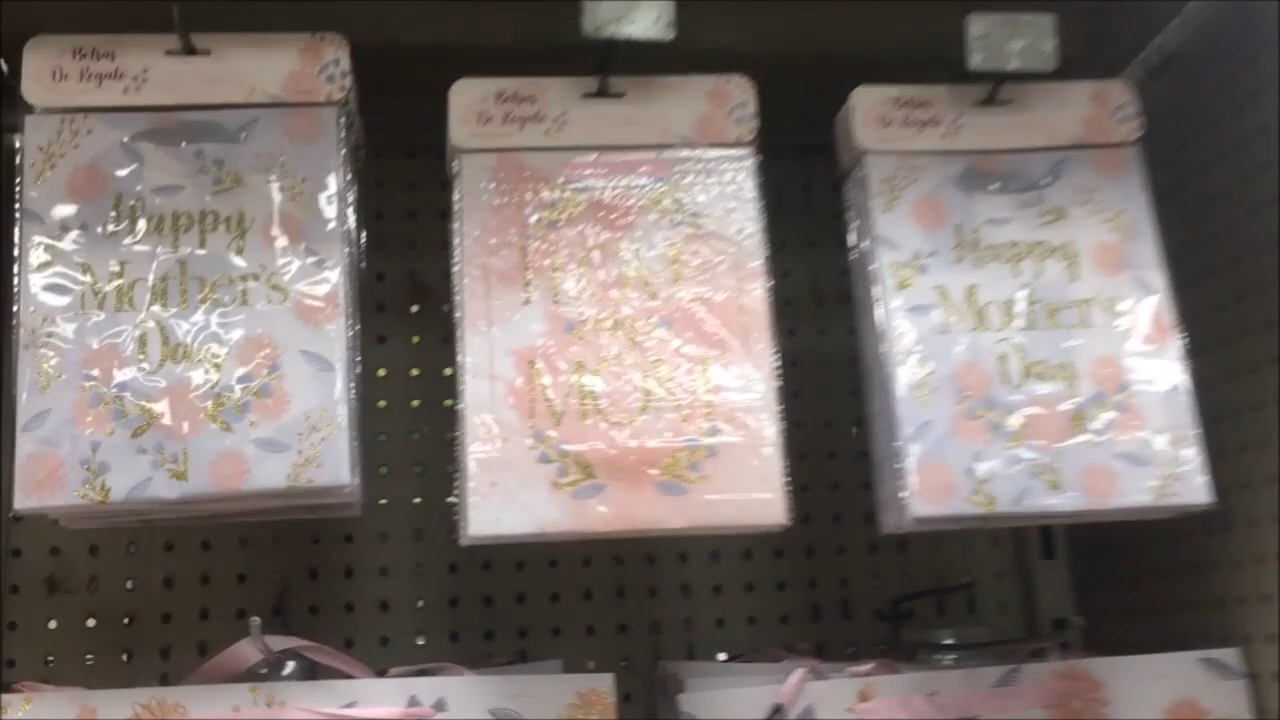 Bolsas
De Regalo
Happy
Mother's
Day
Bolsas
De Regalo
MOM
Bolsas
De Regalo
Happy
Mother's
Day